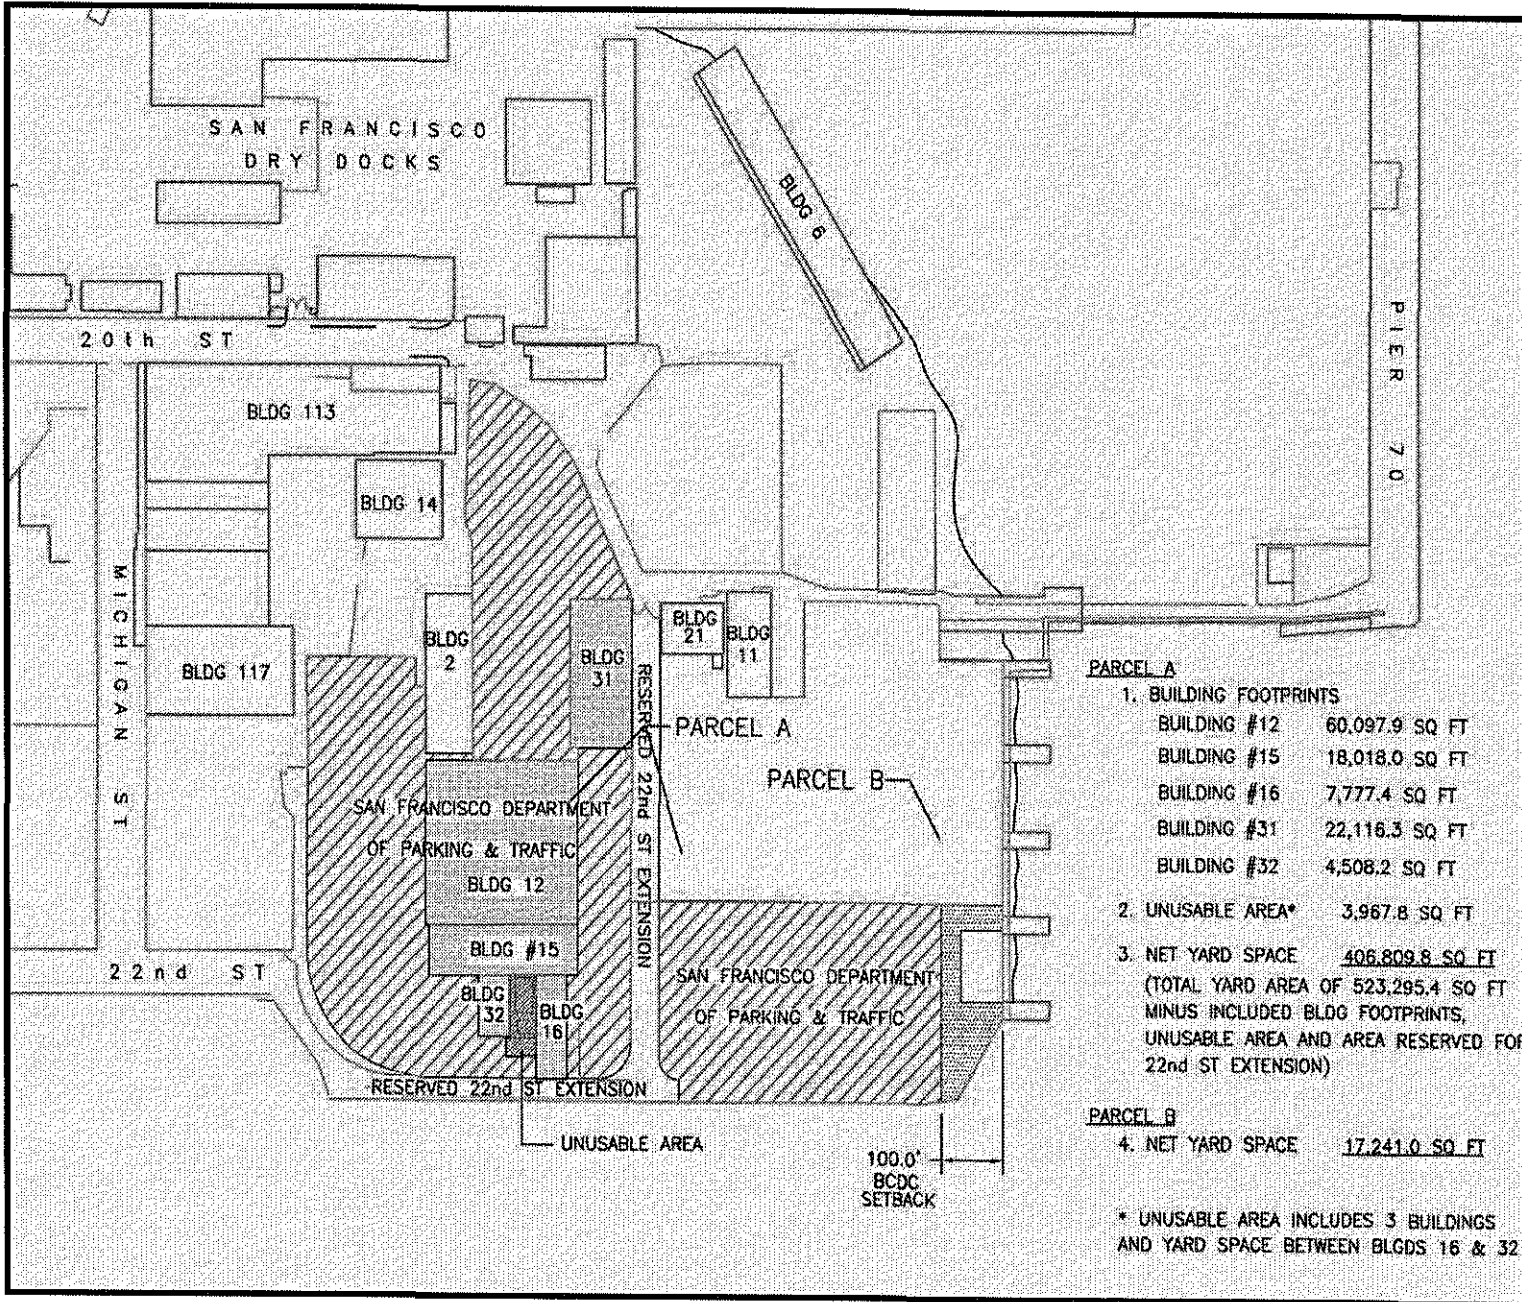 SAN FRANCISCO
DRY DOCKS
BLDG 6
20th ST
PIER 70
BLDG 113
BLDG 14
MICHIGAN ST
BLDG 117
BLDG
2
BLDG
31
BLDG
21
BLDG
11
RESERVED 22nd ST EXTENSION
PARCEL A
PARCEL B
SAN FRANCISCO DEPARTMENT
OF PARKING & TRAFFIC
BLDG 12
BLDG #15
22nd ST
BLDG
32
BLDG
16
SAN FRANCISCO DEPARTMENT
OF PARKING & TRAFFIC
RESERVED 22nd ST EXTENSION
UNUSABLE AREA
100.0'
BCDC
SETBACK
PARCEL A
1. BUILDING FOOTPRINTS
BUILDING #12 60,097.9 SQ FT
BUILDING #15 18,018.0 SQ FT
BUILDING #16 7,777.4 SQ FT
BUILDING #31 22,116.3 SQ FT
BUILDING #32 4,508.2 SQ FT
2. UNUSABLE AREA* 3,967.8 SQ FT
3. NET YARD SPACE 406,809.8 SQ FT
(TOTAL YARD AREA OF 523,295.4 SQ FT
MINUS INCLUDED BLDG FOOTPRINTS,
UNUSABLE AREA AND AREA RESERVED FOR
22nd ST EXTENSION)
PARCEL B
4. NET YARD SPACE 17,241.0 SQ FT
* UNUSABLE AREA INCLUDES 3 BUILDINGS
AND YARD SPACE BETWEEN BLGDS 16 & 32